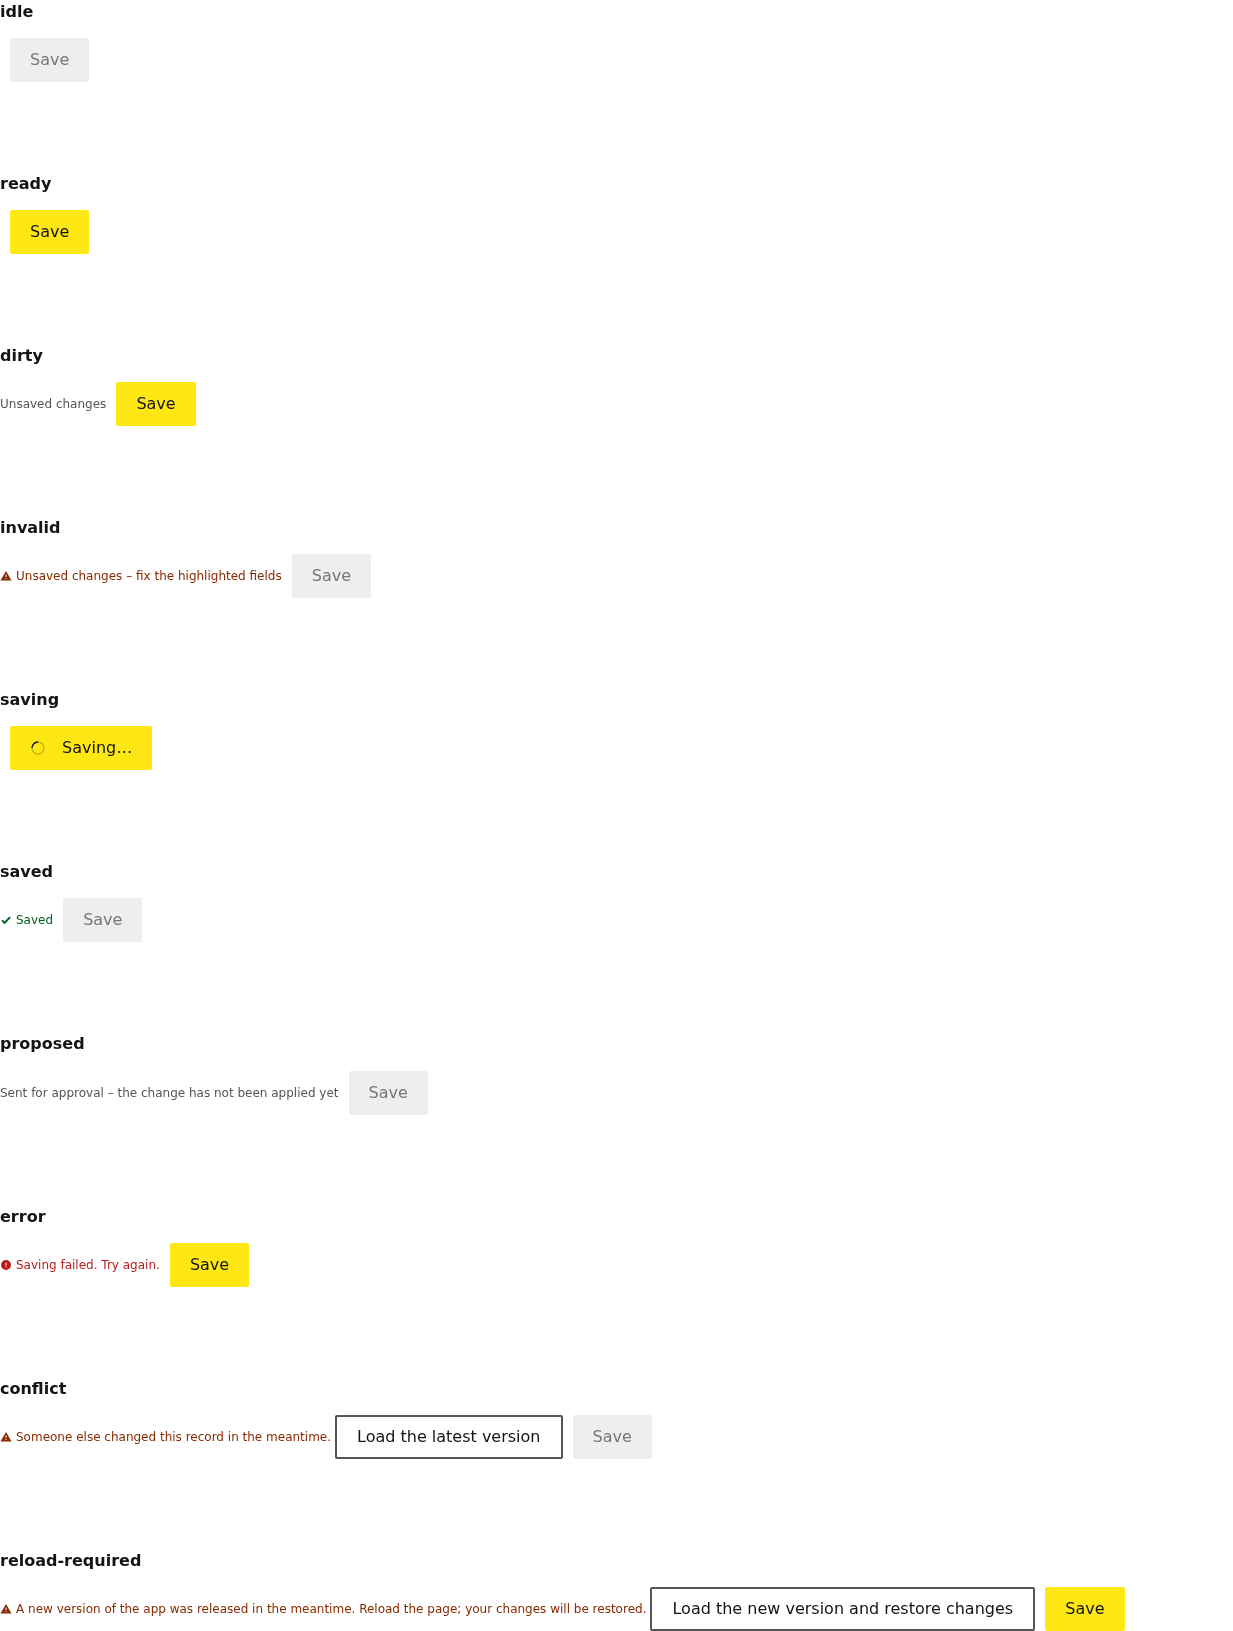 idle
Save
ready
Save
dirty
Unsaved changes Save
invalid
Unsaved changes – fix the highlighted fields Save
saving
Saving…
saved
Saved Save
proposed
Sent for approval – the change has not been applied yet Save
error
Saving failed. Try again. Save
conflict
Someone else changed this record in the meantime. Load the latest version Save
reload-required
A new version of the app was released in the meantime. Reload the page; your changes will be restored. Load the new version and restore changes Save